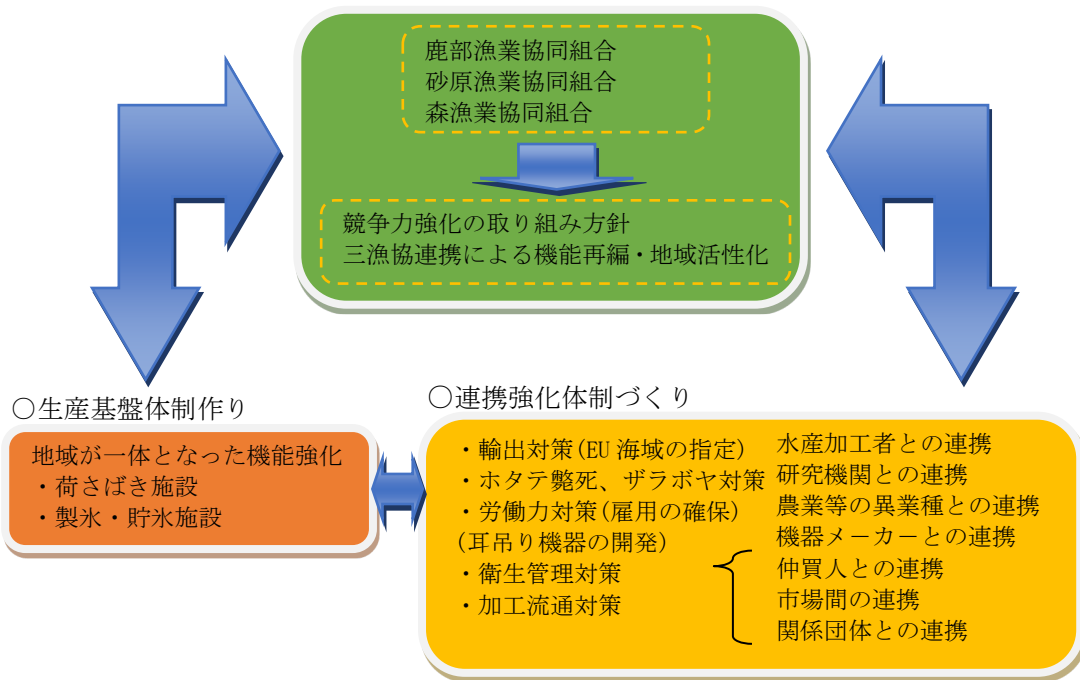 鹿部漁業協同組合
砂原漁業協同組合
森漁業協同組合
競争力強化の取り組み方針
三漁協連携による機能再編・地域活性化
○生産基盤体制作り
地域が一体となった機能強化
・荷さばき施設
・製氷・貯氷施設
○連携強化体制づくり
・輸出対策(EU 海域の指定)
・ホタテ斃死、ザラボヤ対策
・労働力対策(雇用の確保)
(耳吊り機器の開発)
・衛生管理対策
・加工流通対策
水産加工者との連携
研究機関との連携
農業等の異業種との連携
機器メーカーとの連携
仲買人との連携
市場間の連携
関係団体との連携